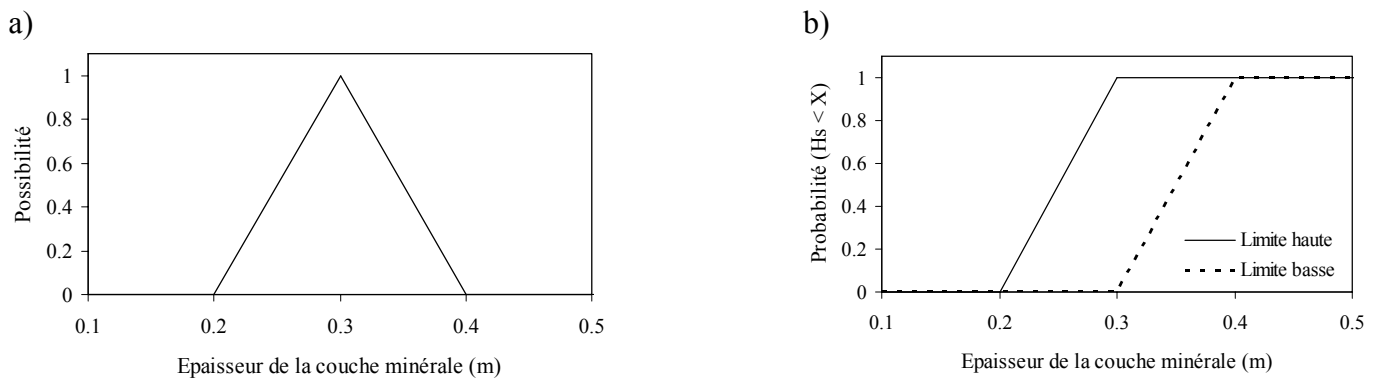 a)
1
0.8
0.6
0.4
0.2
0
Possibilité
0.1 0.2 0.3 0.4 0.5
Epaisseur de la couche minérale (m)
b)
1
0.8
0.6
0.4
0.2
0
Probabilité (Hs < X)
Limite haute
Limite basse
0.1 0.2 0.3 0.4 0.5
Epaisseur de la couche minérale (m)